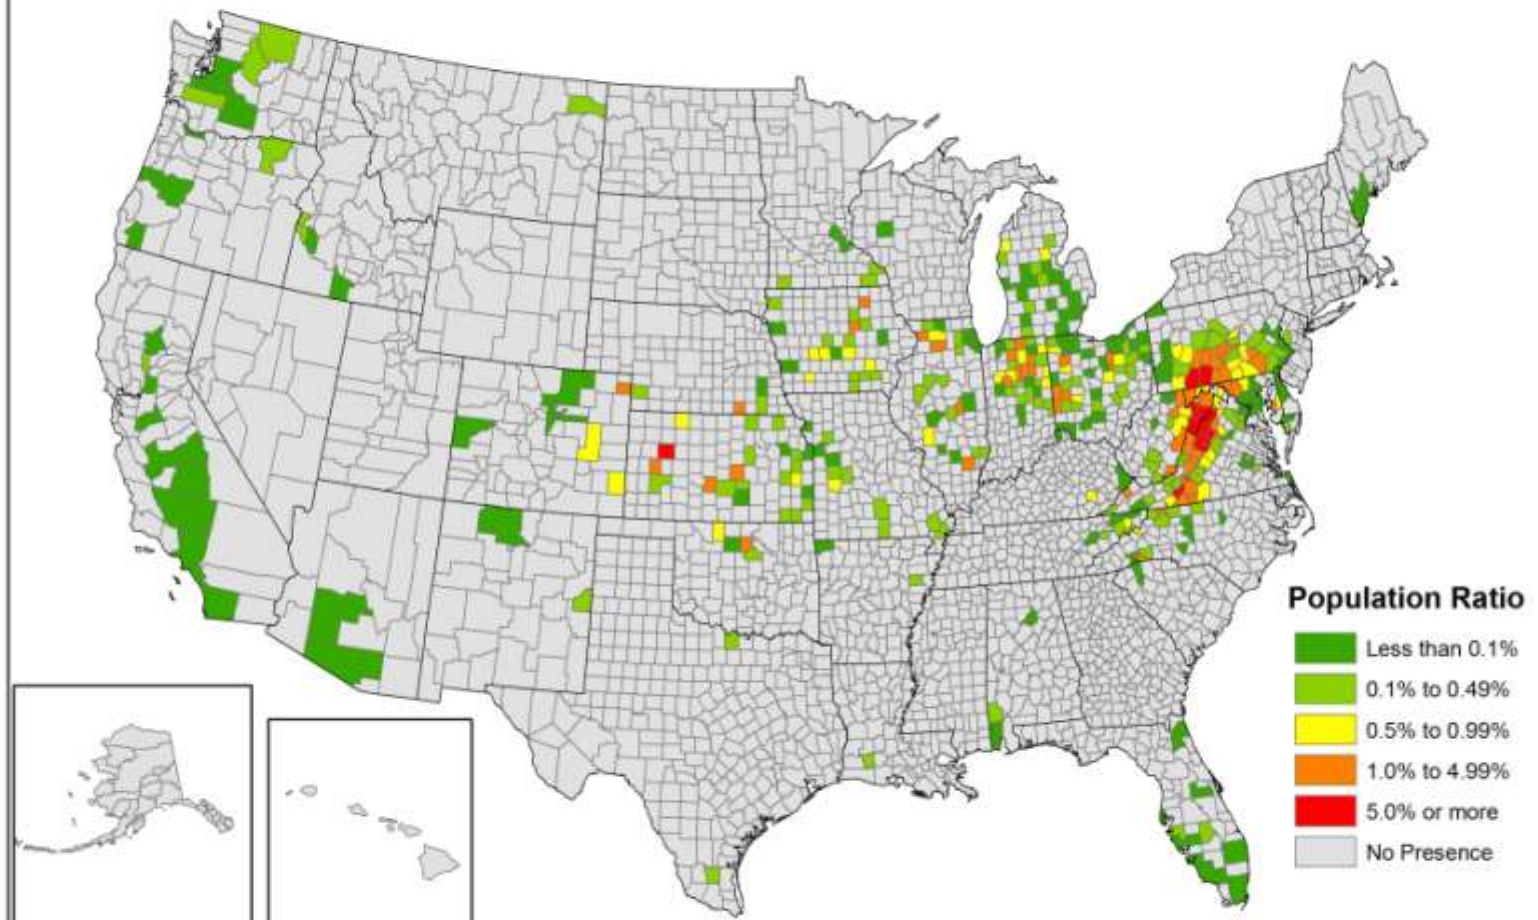 Population Ratio
Less than 0.1%
0.1% to 0.49%
0.5% to 0.99%
1.0% to 4.99%
5.0% or more
No Presence